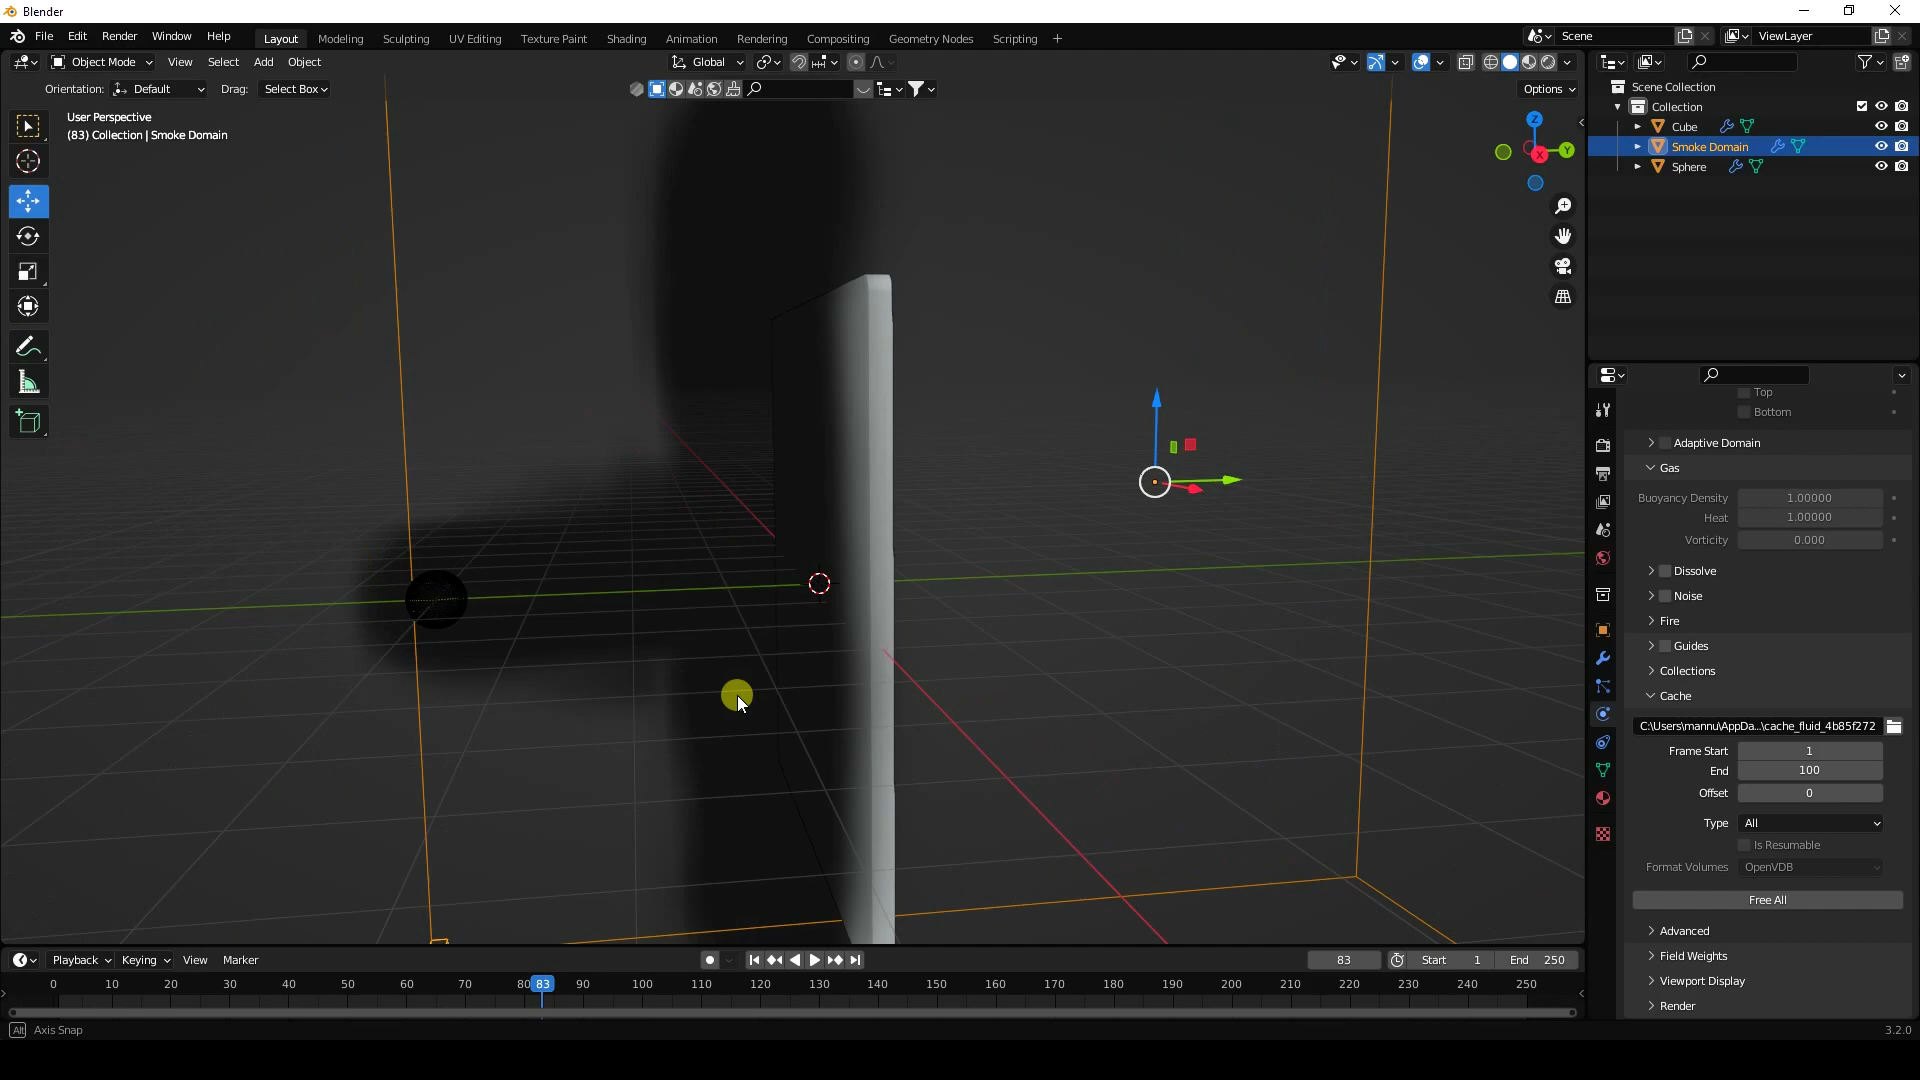 Blender
File Edit Render Window Help Layout Modeling Sculpting UV Editing Texture Paint Shading Animation Rendering Compositing Geometry Nodes Scripting + Scene ViewLayer
Object Mode View Select Add Object Global
Orientation: Default Drag: Select Box Options
User Perspective
(83) Collection | Smoke Domain
Z
Y
X
Scene Collection
Collection
Cube
Smoke Domain
Sphere
Top
Bottom
Adaptive Domain
Gas
Buoyancy Density 1.00000
Heat 1.00000
Vorticity 0.000
Dissolve
Noise
Fire
Guides
Collections
Cache
C:\Users\mannu\AppDa...\cache_fluid_4b85f272
Frame Start 1
End 100
Offset 0
Type All
Is Resumable
Format Volumes OpenVDB
Free All
Advanced
Field Weights
Viewport Display
Render
Playback Keying View Marker 83 Start 1 End 250
0 10 20 30 40 50 60 70 80 83 90 100 110 120 130 140 150 160 170 180 190 200 210 220 230 240 250
Alt Axis Snap 3.2.0